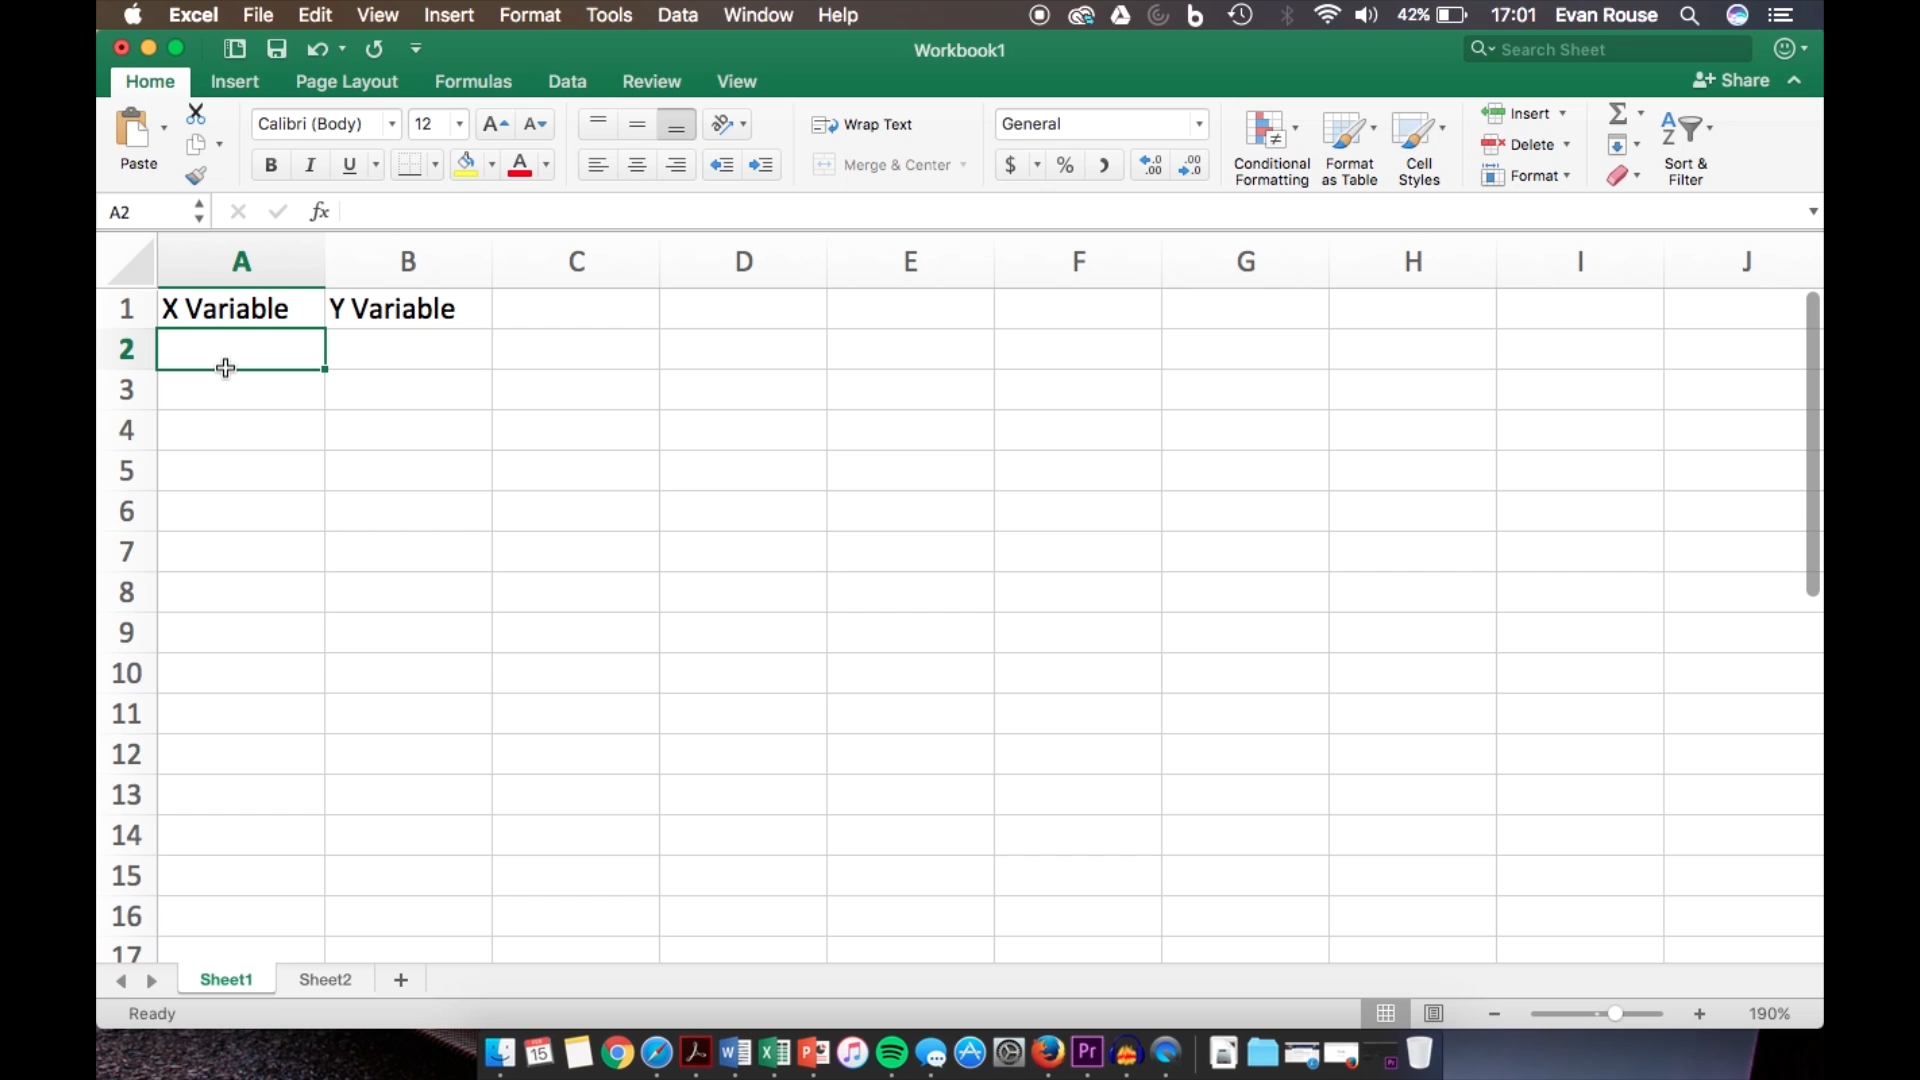 Excel File Edit View Insert Format Tools Data Window Help 42% 17:01 Evan Rouse
Workbook1
Search Sheet
Home Insert Page Layout Formulas Data Review View
Share
Calibri (Body) 12
Wrap Text
General
Insert
Paste
Delete
B I U A
Merge & Center
$ % )
Conditional Formatting
Format as Table
Cell Styles
Format
Sort & Filter
A2
fx
A B C D E F G H I J
1 X Variable Y Variable
2
3
4
5
6
7
8
9
10
11
12
13
14
15
16
17
Sheet1 Sheet2 +
Ready
190%